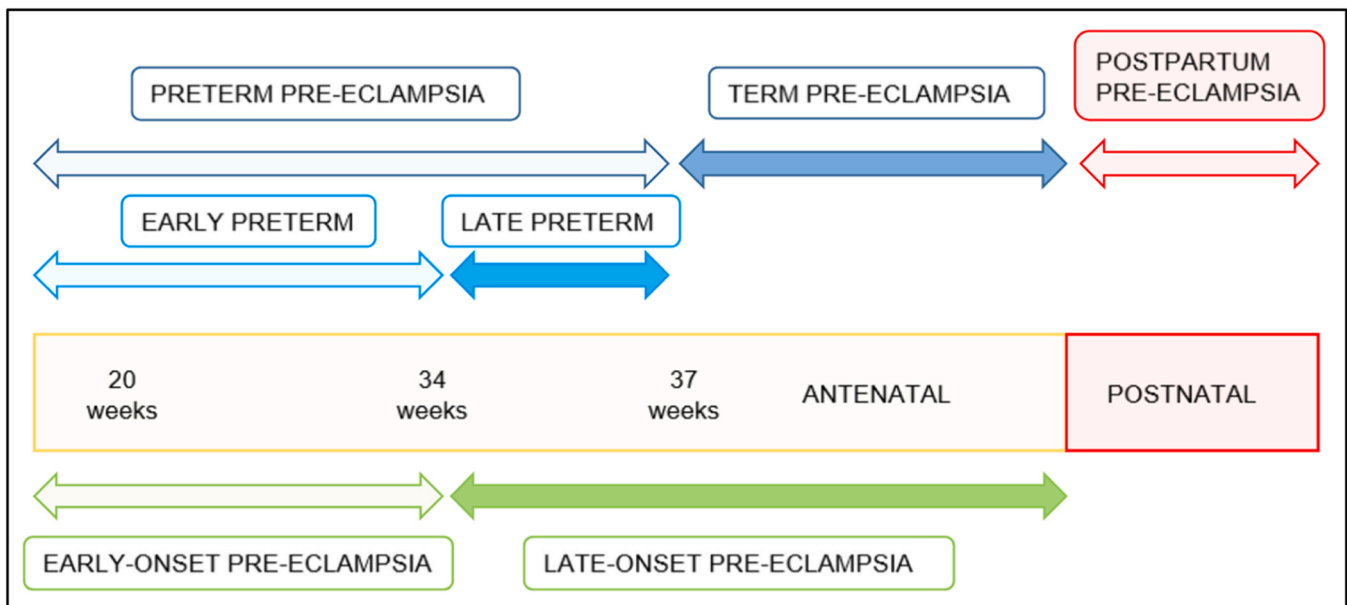 PRETERM PRE-ECLAMPSIA
TERM PRE-ECLAMPSIA
POSTPARTUM
PRE-ECLAMPSIA
EARLY PRETERM
LATE PRETERM
20
weeks
34
weeks
37
weeks
ANTENATAL
POSTNATAL
EARLY-ONSET PRE-ECLAMPSIA
LATE-ONSET PRE-ECLAMPSIA